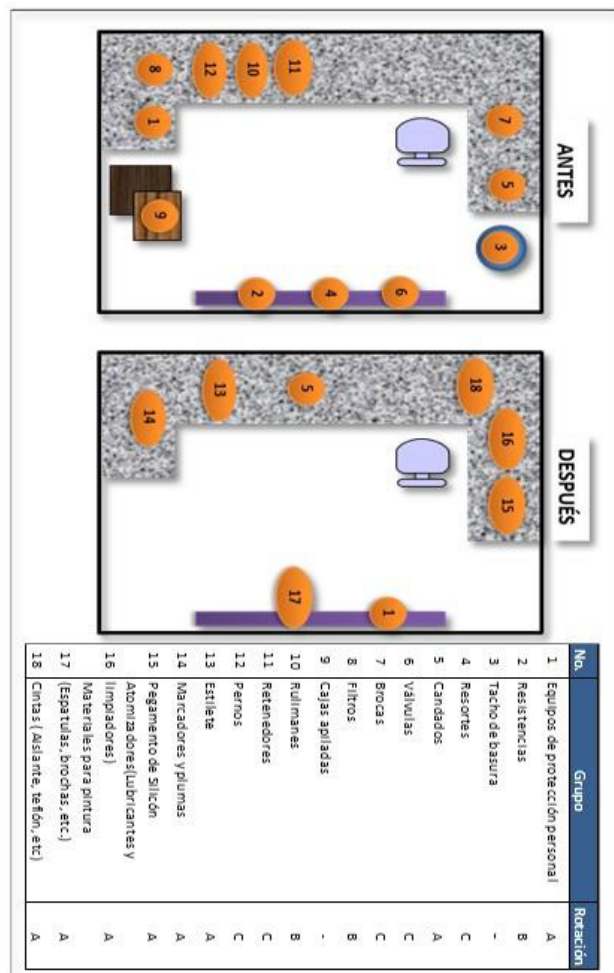 ANTES
7
5
3
11
10
12
8
1
9
6
4
2
DESPUÉS
18
16
15
5
13
14
1
17
No. Grupo Rotación
1 Equipos de protección personal A
2 Resistencias B
3 Tacho de basura -
4 Resortes C
5 Candados A
6 Válvulas C
7 Brocas C
8 Filtros B
9 Cajas apiladas -
10 Rulimanes B
11 Retenedores C
12 Pernos C
13 Estilete A
14 Marcadores y plumas A
15 Pegamento de Silicón A
Atomizadores(Lubricantes y
16 limpiadores) A
Materiales para pintura
17 (Espatulas, brochas, etc.) A
18 Cintas ( Aislante, teflón, etc) A